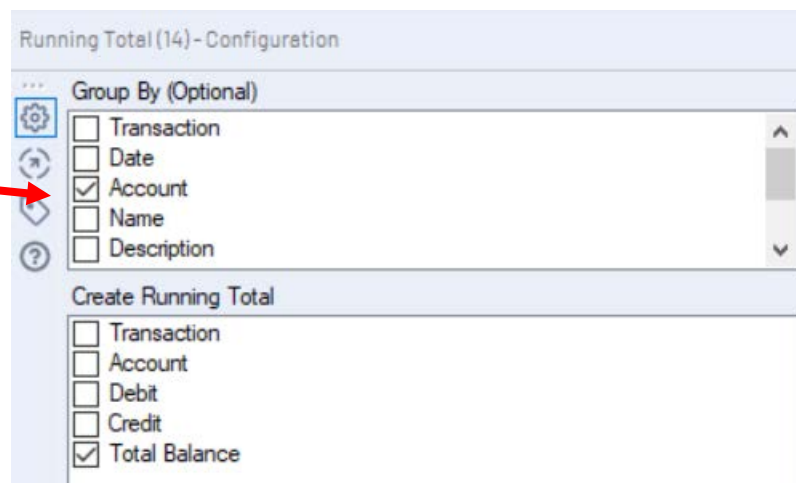 Running Total (14) - Configuration
Group By (Optional)
Transaction
Date
Account
Name
Description
Create Running Total
Transaction
Account
Debit
Credit
Total Balance